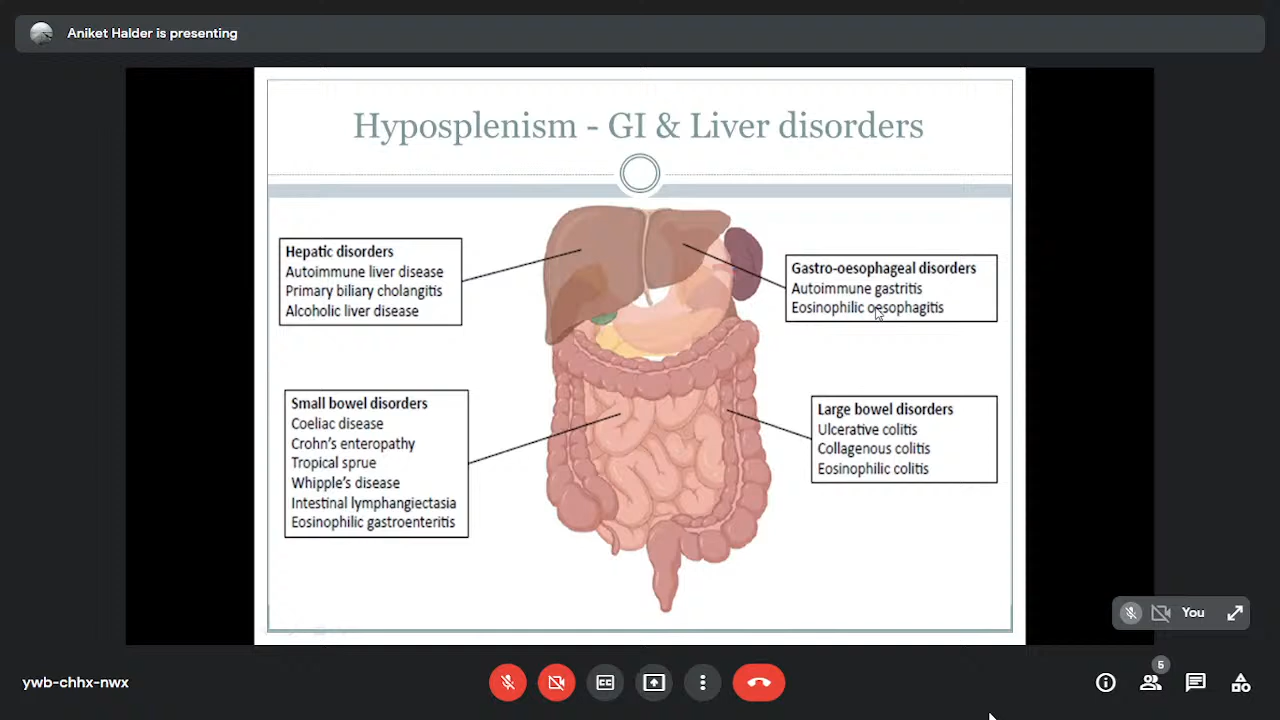 Aniket Halder is presenting
Hyposplenism - GI & Liver disorders
Hepatic disorders
Autoimmune liver disease
Primary biliary cholangitis
Alcoholic liver disease
Gastro-oesophageal disorders
Autoimmune gastritis
Eosinophilic oesophagitis
Small bowel disorders
Coeliac disease
Crohn's enteropathy
Tropical sprue
Whipple's disease
Intestinal lymphangiectasia
Eosinophilic gastroenteritis
Large bowel disorders
Ulcerative colitis
Collagenous colitis
Eosinophilic colitis
You
ywb-chhx-nwx
CC
5